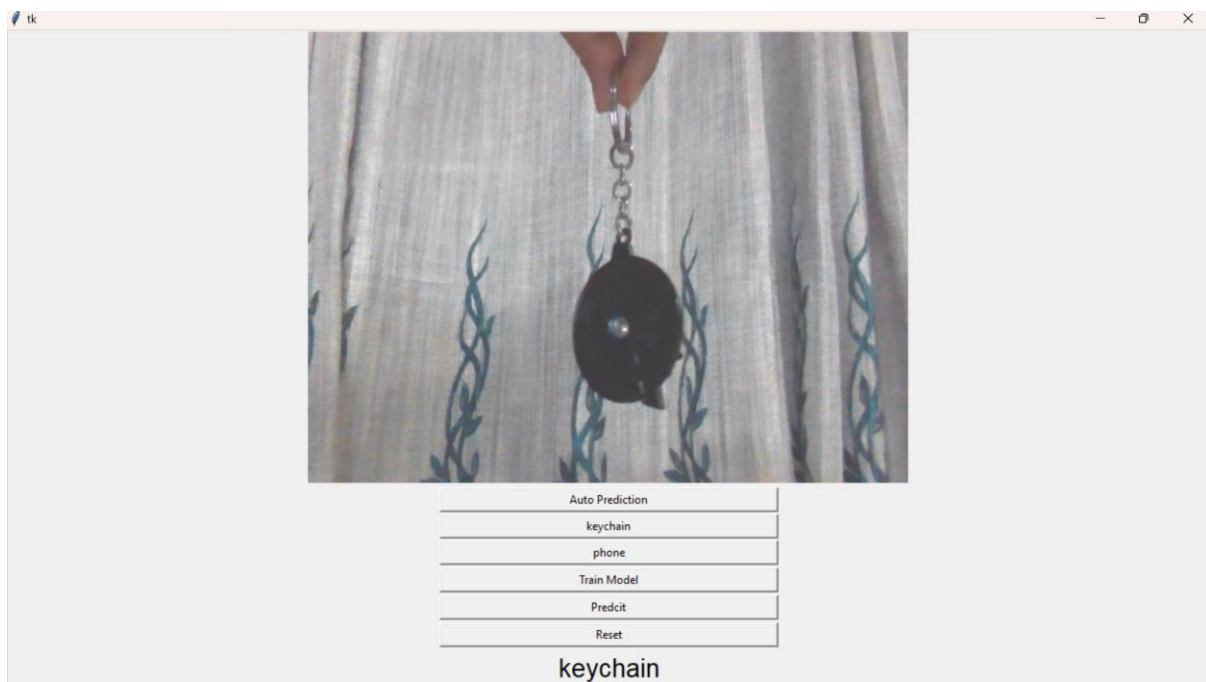 tk
Auto Prediction
keychain
phone
Train Model
Predcit
Reset
keychain